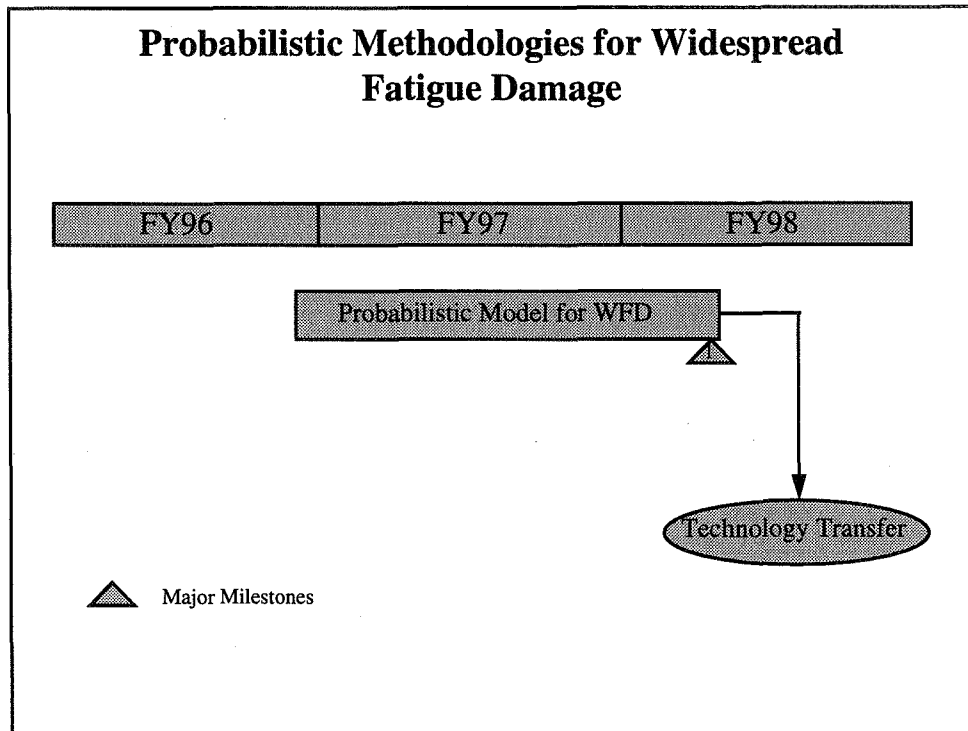 Probabilistic Methodologies for Widespread
Fatigue Damage
FY96 FY97 FY98
Probabilistic Model for WFD
Technology Transfer
Major Milestones